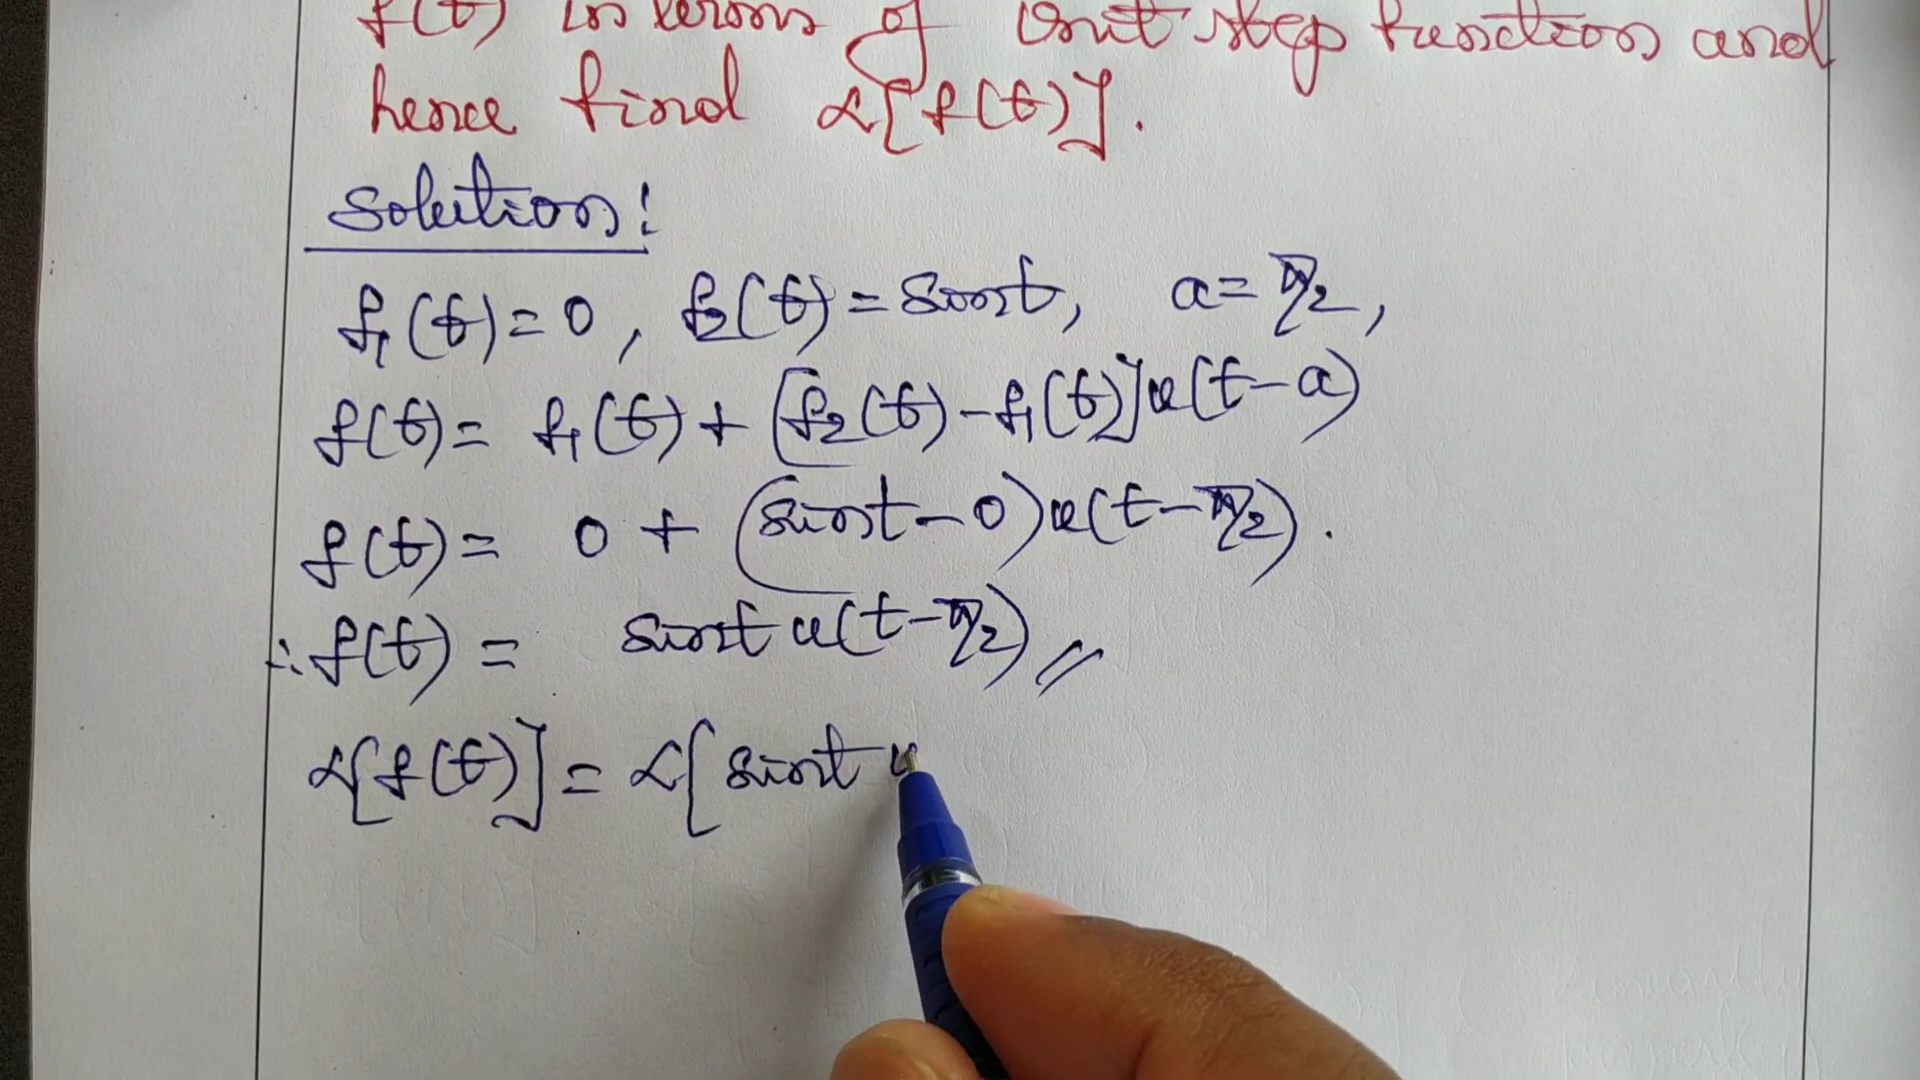 f(t) in terms of Unit step function and
hence find L[f(t)].
Solution:
f₁(t)=0, f₂(t)=sint, a=π/2,
f(t)= f₁(t)+[f₂(t)-f₁(t)]u(t-a)
f(t)= 0 + (sint-0)u(t-π/2).
∴f(t)= sint u(t-π/2)//
L[f(t)]=L[sint u